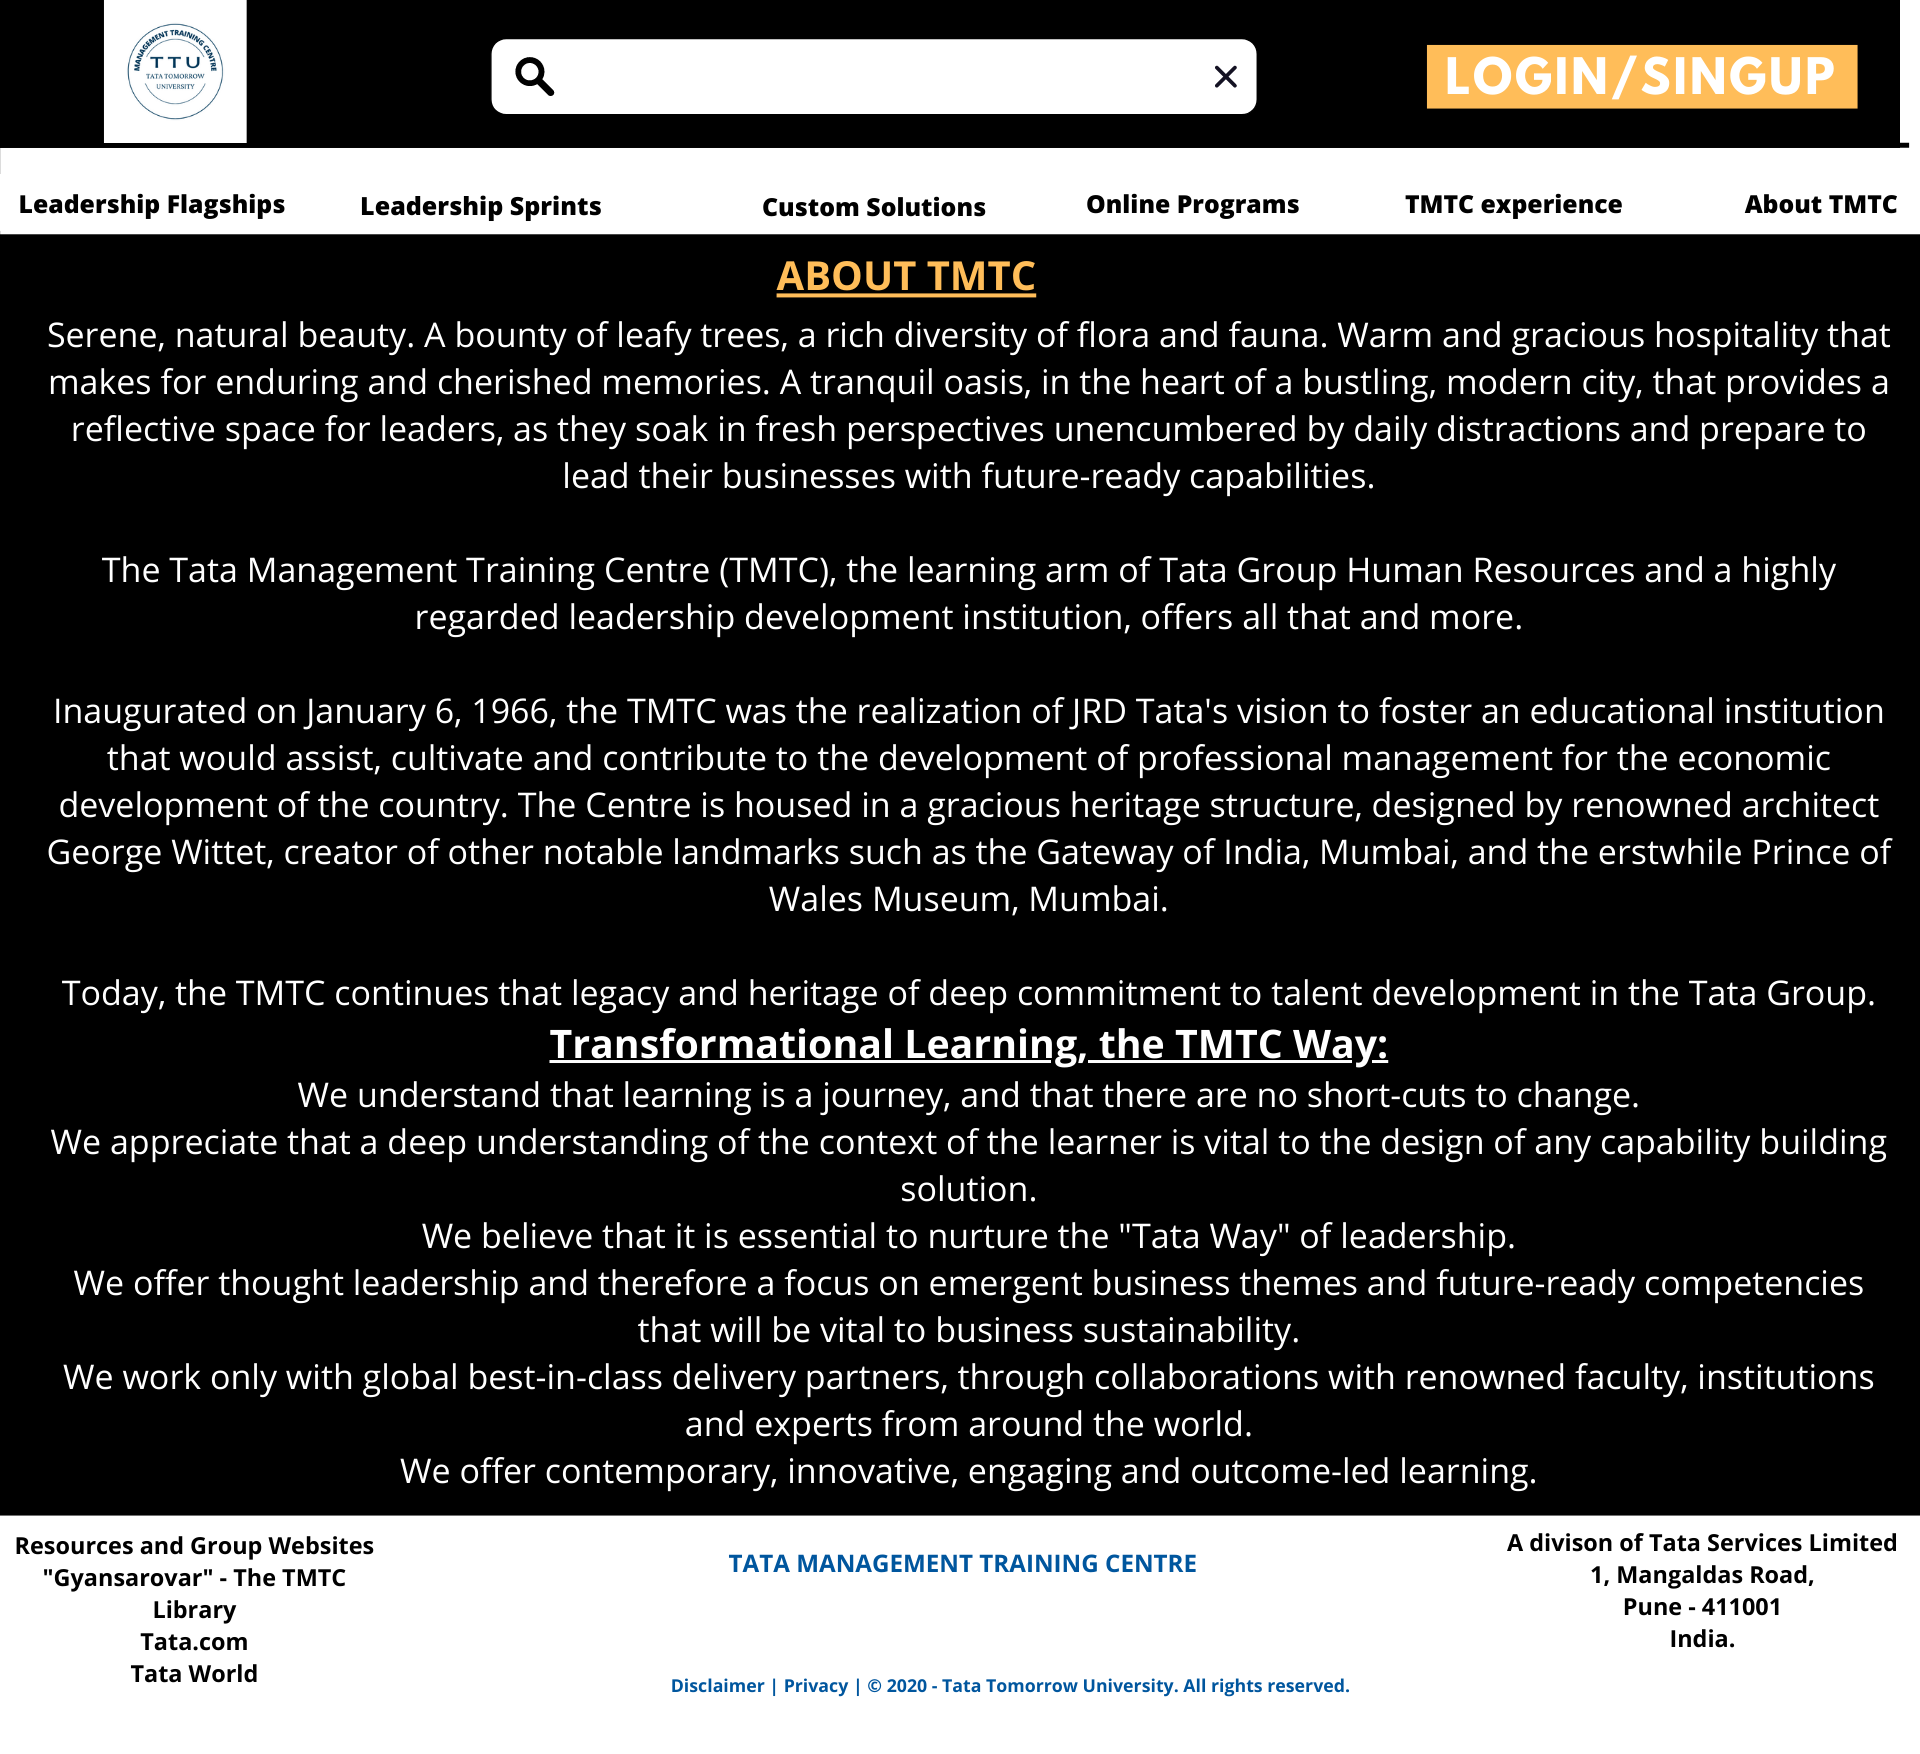 MANAGEMENT TRAINING CENTRE
TTU
TATA TOMORROW
UNIVERSITY
LOGIN/SINGUP
Leadership Flagships
Leadership Sprints
Custom Solutions
Online Programs
TMTC experience
About TMTC
ABOUT TMTC
Serene, natural beauty. A bounty of leafy trees, a rich diversity of flora and fauna. Warm and gracious hospitality that
makes for enduring and cherished memories. A tranquil oasis, in the heart of a bustling, modern city, that provides a
reflective space for leaders, as they soak in fresh perspectives unencumbered by daily distractions and prepare to
lead their businesses with future-ready capabilities.
The Tata Management Training Centre (TMTC), the learning arm of Tata Group Human Resources and a highly
regarded leadership development institution, offers all that and more.
Inaugurated on January 6, 1966, the TMTC was the realization of JRD Tata's vision to foster an educational institution
that would assist, cultivate and contribute to the development of professional management for the economic
development of the country. The Centre is housed in a gracious heritage structure, designed by renowned architect
George Wittet, creator of other notable landmarks such as the Gateway of India, Mumbai, and the erstwhile Prince of
Wales Museum, Mumbai.
Today, the TMTC continues that legacy and heritage of deep commitment to talent development in the Tata Group.
Transformational Learning, the TMTC Way:
We understand that learning is a journey, and that there are no short-cuts to change.
We appreciate that a deep understanding of the context of the learner is vital to the design of any capability building
solution.
We believe that it is essential to nurture the "Tata Way" of leadership.
We offer thought leadership and therefore a focus on emergent business themes and future-ready competencies
that will be vital to business sustainability.
We work only with global best-in-class delivery partners, through collaborations with renowned faculty, institutions
and experts from around the world.
We offer contemporary, innovative, engaging and outcome-led learning.
Resources and Group Websites
"Gyansarovar" - The TMTC
Library
Tata.com
Tata World
TATA MANAGEMENT TRAINING CENTRE
Disclaimer | Privacy | © 2020 - Tata Tomorrow University. All rights reserved.
A divison of Tata Services Limited
1, Mangaldas Road,
Pune - 411001
India.